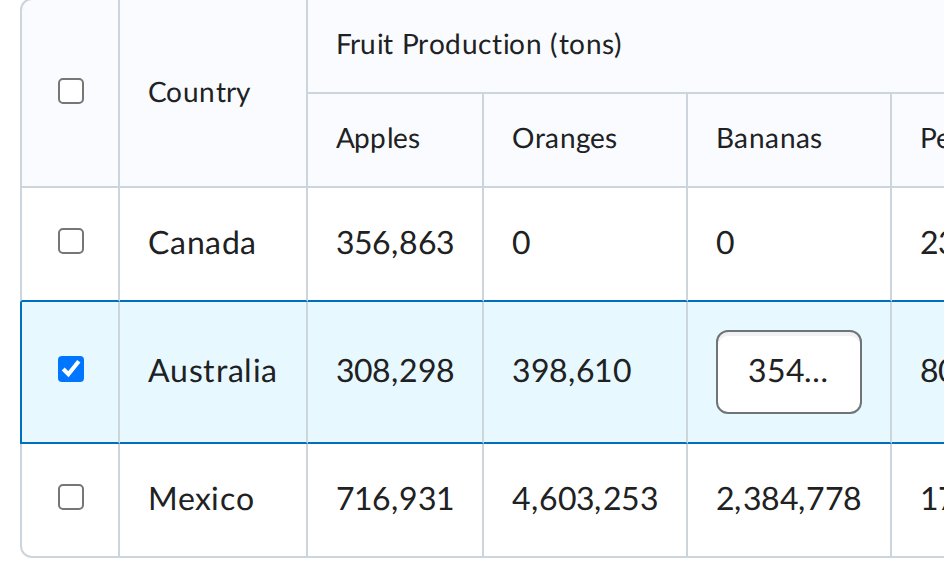 Fruit Production (tons)
Country
Apples Oranges Bananas
Canada 356,863 0 0
Australia 308,298 398,610 354...
Mexico 716,931 4,603,253 2,384,778